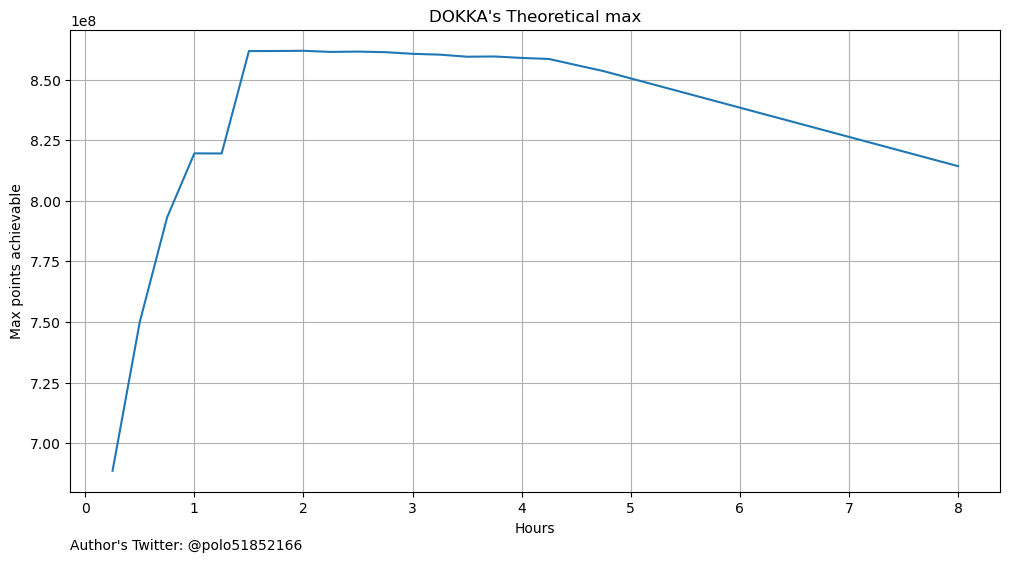 DOKKA's Theoretical max
1e8
8.50
8.25
8.00
7.75
7.50
7.25
7.00
Max points achievable
0 1 2 3 4 5 6 7 8
Hours
Author's Twitter: @polo51852166